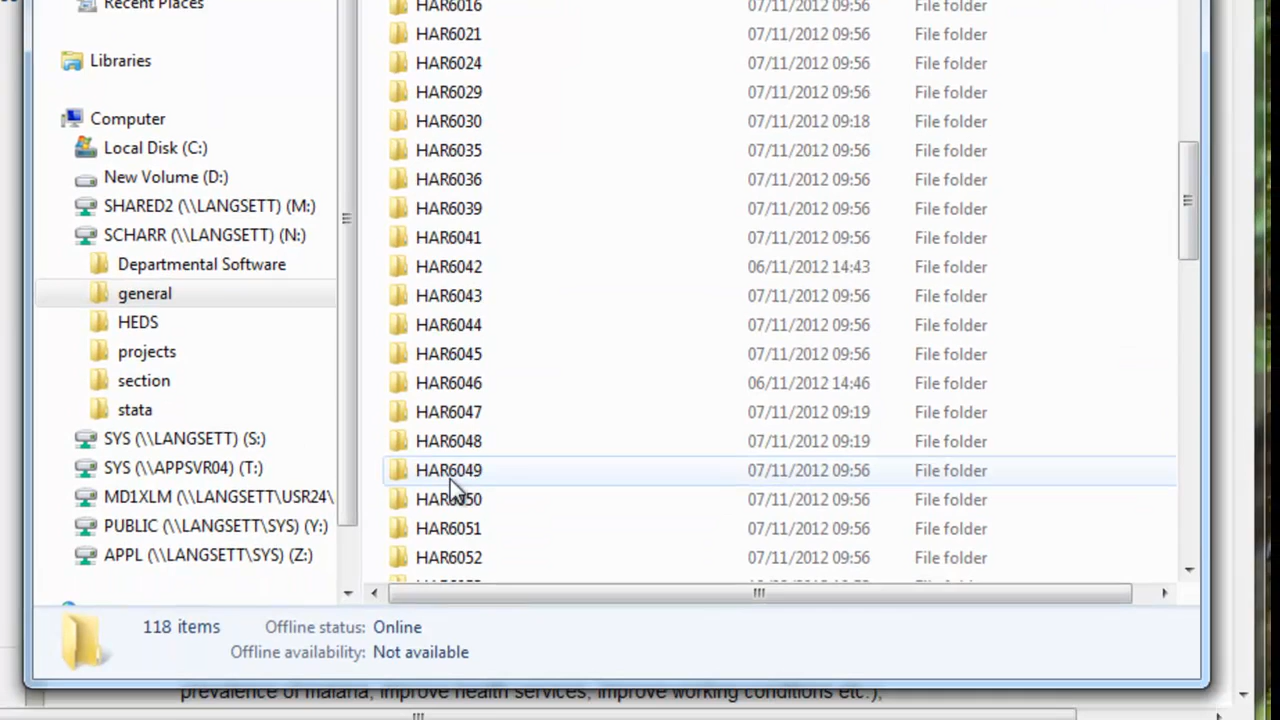 Recent Places
Libraries
Computer
Local Disk (C:)
New Volume (D:)
SHARED2 (\\LANGSETT) (M:)
SCHARR (\\LANGSETT) (N:)
Departmental Software
general
HEDS
projects
section
stata
SYS (\\LANGSETT) (S:)
SYS (\\APPSVR04) (T:)
MD1XLM (\\LANGSETT\USR24\
PUBLIC (\\LANGSETT\SYS) (Y:)
APPL (\\LANGSETT\SYS) (Z:)
HAR6016 07/11/2012 09:56 File folder
HAR6021 07/11/2012 09:56 File folder
HAR6024 07/11/2012 09:56 File folder
HAR6029 07/11/2012 09:56 File folder
HAR6030 07/11/2012 09:18 File folder
HAR6035 07/11/2012 09:56 File folder
HAR6036 07/11/2012 09:56 File folder
HAR6039 07/11/2012 09:56 File folder
HAR6041 07/11/2012 09:56 File folder
HAR6042 06/11/2012 14:43 File folder
HAR6043 07/11/2012 09:56 File folder
HAR6044 07/11/2012 09:56 File folder
HAR6045 07/11/2012 09:56 File folder
HAR6046 06/11/2012 14:46 File folder
HAR6047 07/11/2012 09:19 File folder
HAR6048 07/11/2012 09:19 File folder
HAR6049 07/11/2012 09:56 File folder
HAR6050 07/11/2012 09:56 File folder
HAR6051 07/11/2012 09:56 File folder
HAR6052 07/11/2012 09:56 File folder
118 items Offline status: Online
Offline availability: Not available
prevalence of malaria, improve health services, improve working conditions etc.),